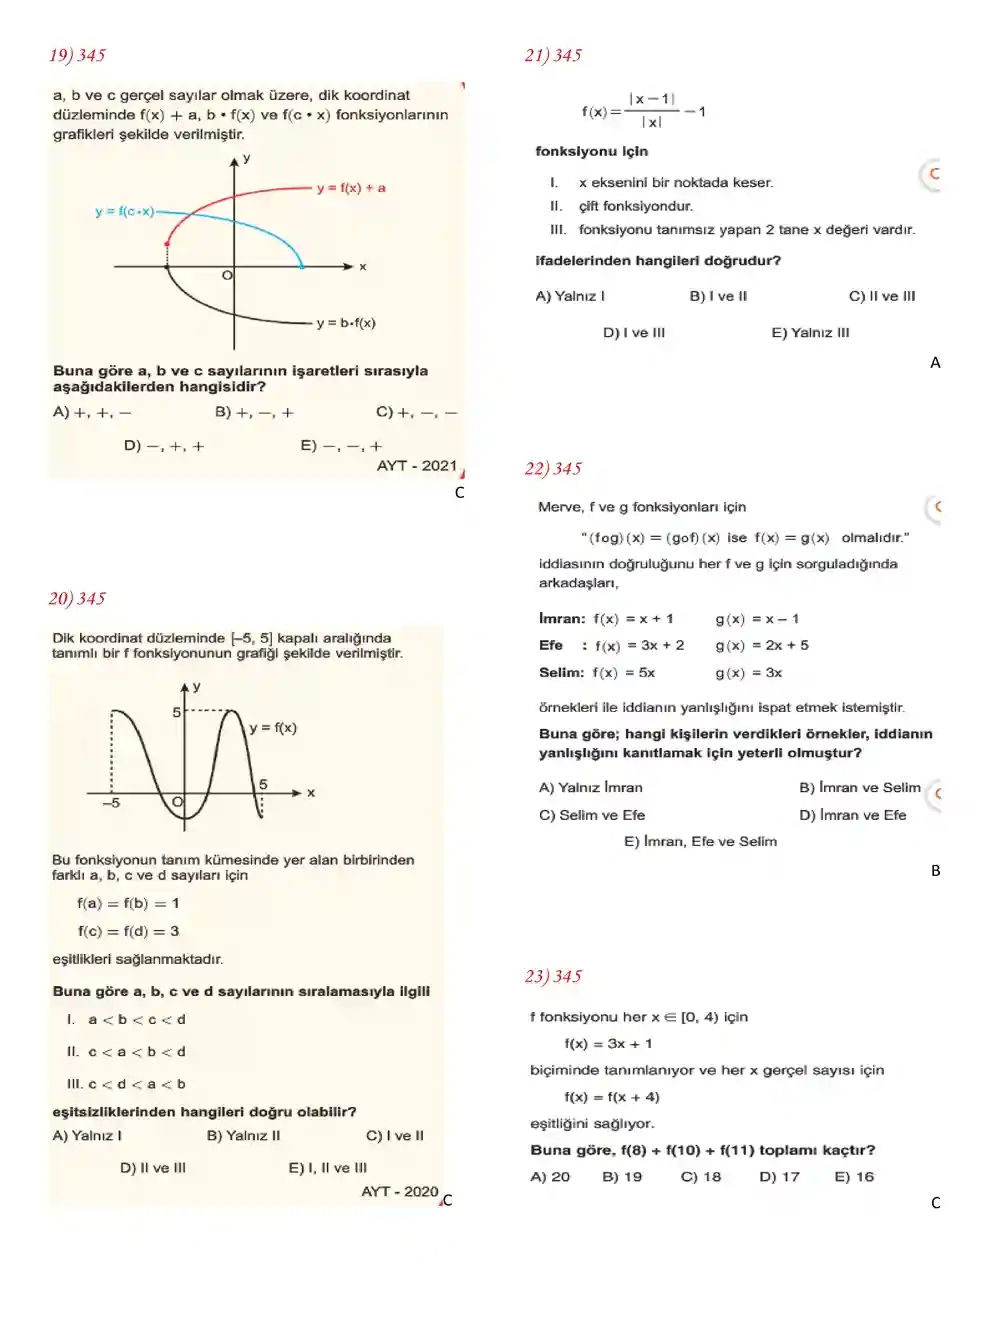 19) 345
a, b ve c gerçel sayılar olmak üzere, dik koordinat
düzleminde f(x) + a, b • f(x) ve f(c • x) fonksiyonlarının
grafikleri şekilde verilmiştir.
y
y = f(x) + a
y = f(c•x)
x
O
y = b•f(x)
Buna göre a, b ve c sayılarının işaretleri sırasıyla
aşağıdakilerden hangisidir?
A) +, +, −
B) +, −, +
C) +, −, −
D) −, +, +
E) −, −, +
AYT - 2021
C
20) 345
Dik koordinat düzleminde [–5, 5] kapalı aralığında
tanımlı bir f fonksiyonunun grafiği şekilde verilmiştir.
y
5
y = f(x)
5
x
–5
O
Bu fonksiyonun tanım kümesinde yer alan birbirinden
farklı a, b, c ve d sayıları için
f(a) = f(b) = 1
f(c) = f(d) = 3
eşitlikleri sağlanmaktadır.
Buna göre a, b, c ve d sayılarının sıralamasıyla ilgili
I. a < b < c < d
II. c < a < b < d
III. c < d < a < b
eşitsizliklerinden hangileri doğru olabilir?
A) Yalnız I
B) Yalnız II
C) I ve II
D) II ve III
E) I, II ve III
AYT - 2020
C
21) 345
f(x) = |x − 1| / |x| − 1
fonksiyonu için
I. x eksenini bir noktada keser.
II. çift fonksiyondur.
III. fonksiyonu tanımsız yapan 2 tane x değeri vardır.
ifadelerinden hangileri doğrudur?
A) Yalnız I
B) I ve II
C) II ve III
D) I ve III
E) Yalnız III
A
22) 345
Merve, f ve g fonksiyonları için
"(fog)(x) = (gof)(x) ise f(x) = g(x) olmalıdır."
iddiasının doğruluğunu her f ve g için sorguladığında
arkadaşları,
İmran: f(x) = x + 1 g(x) = x − 1
Efe : f(x) = 3x + 2 g(x) = 2x + 5
Selim: f(x) = 5x g(x) = 3x
örnekleri ile iddianın yanlışlığını ispat etmek istemiştir.
Buna göre; hangi kişilerin verdikleri örnekler, iddianın
yanlışlığını kanıtlamak için yeterli olmuştur?
A) Yalnız İmran
B) İmran ve Selim
C) Selim ve Efe
D) İmran ve Efe
E) İmran, Efe ve Selim
B
23) 345
f fonksiyonu her x ∈ [0, 4) için
f(x) = 3x + 1
biçiminde tanımlanıyor ve her x gerçel sayısı için
f(x) = f(x + 4)
eşitliğini sağlıyor.
Buna göre, f(8) + f(10) + f(11) toplamı kaçtır?
A) 20 B) 19 C) 18 D) 17 E) 16
C